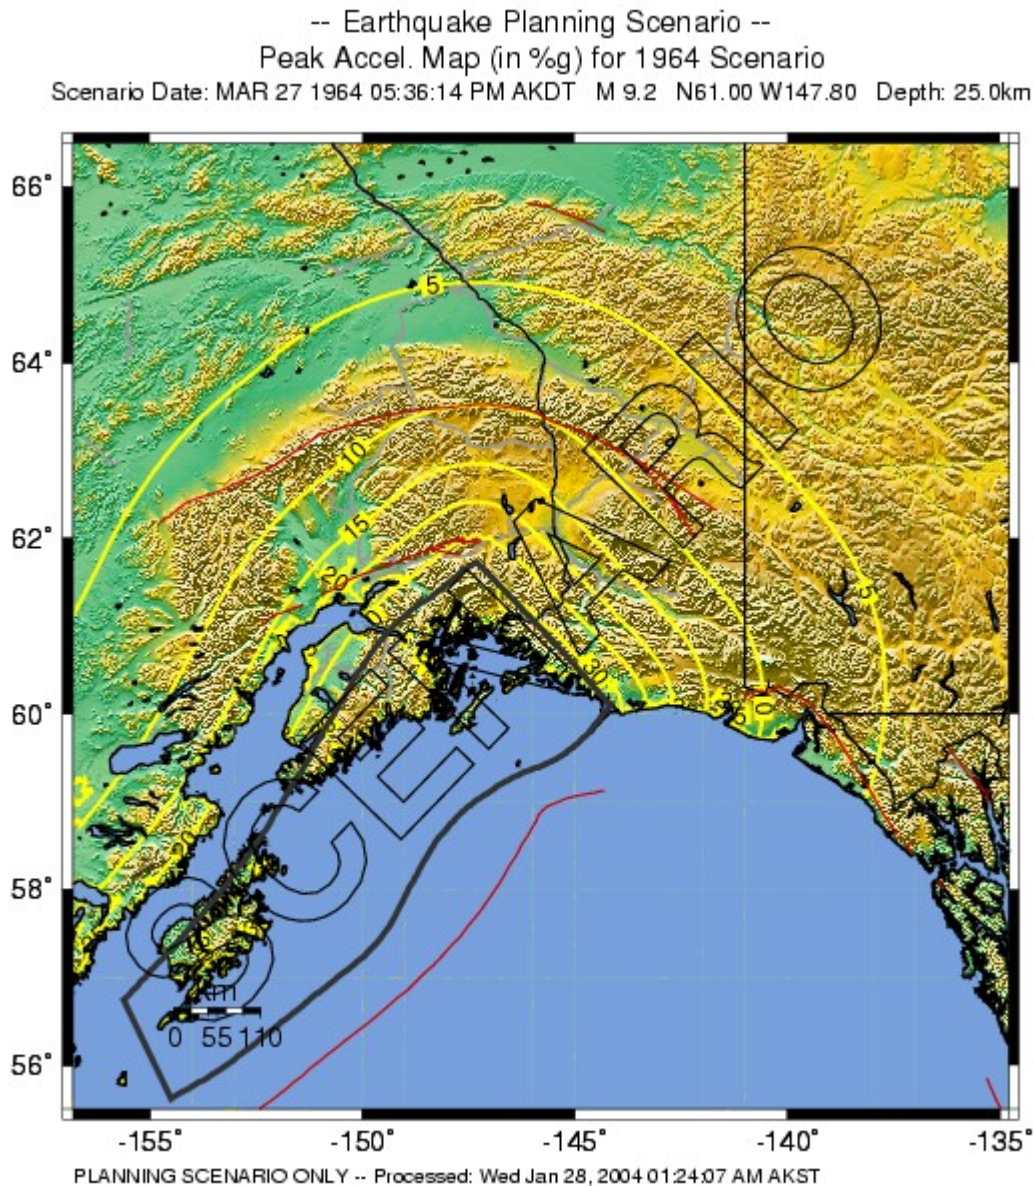 -- Earthquake Planning Scenario --
Peak Accel. Map (in %g) for 1964 Scenario
Scenario Date: MAR 27 1964 05:36:14 PM AKDT M 9.2 N61.00 W147.80 Depth: 25.0km
66°
5
64°
10
15
62°
20
5
30
10
60°
20
58°
km
0 55 110
56°
-155° -150° -145° -140° -135°
SCENARIO
PLANNING SCENARIO ONLY -- Processed: Wed Jan 28, 2004 01:24:07 AM AKST